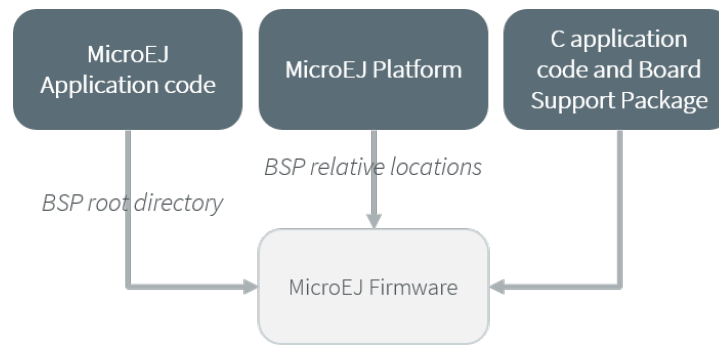 MicroEJ
Application code
MicroEJ Platform
C application
code and Board
Support Package
BSP relative locations
BSP root directory
MicroEJ Firmware